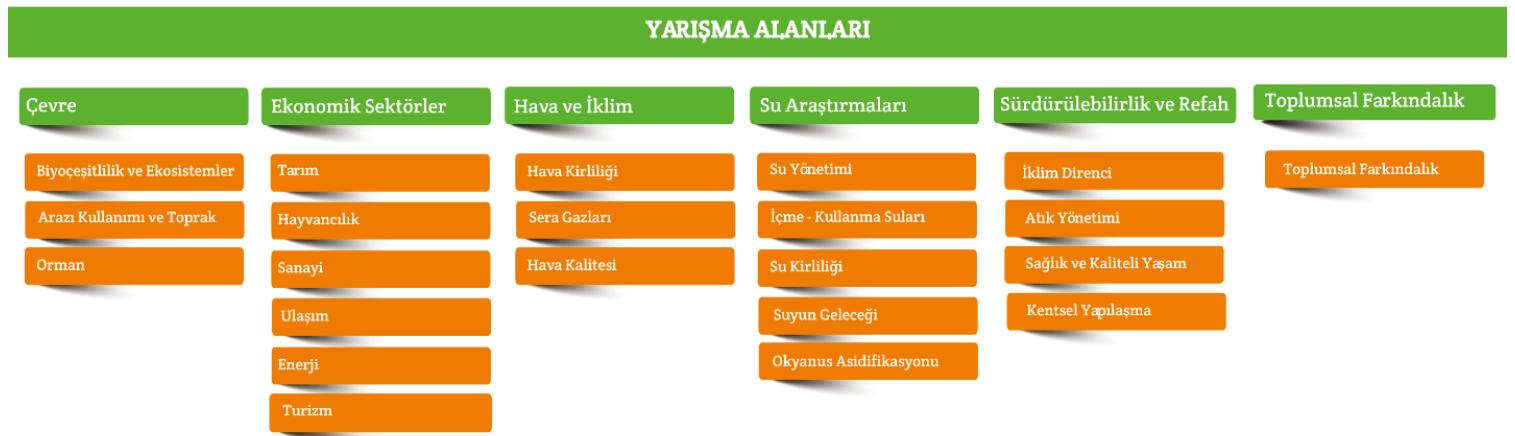 YARIŞMA ALANLARI
Çevre
Biyoçeşitlilik ve Ekosistemler
Arazı Kullanımı ve Toprak
Orman
Ekonomik Sektörler
Tarım
Hayvancılık
Sanayi
Ulaşım
Enerji
Turizm
Hava ve İklim
Hava Kirliliği
Sera Gazları
Hava Kalitesi
Su Araştırmaları
Su Yönetimi
İçme - Kullanma Suları
Su Kirliliği
Suyun Geleceği
Okyanus Asidifikasyonu
Sürdürülebilirlik ve Refah
İklim Direnci
Atık Yönetimi
Sağlık ve Kaliteli Yaşam
Kentsel Yapılaşma
Toplumsal Farkındalık
Toplumsal Farkındalık